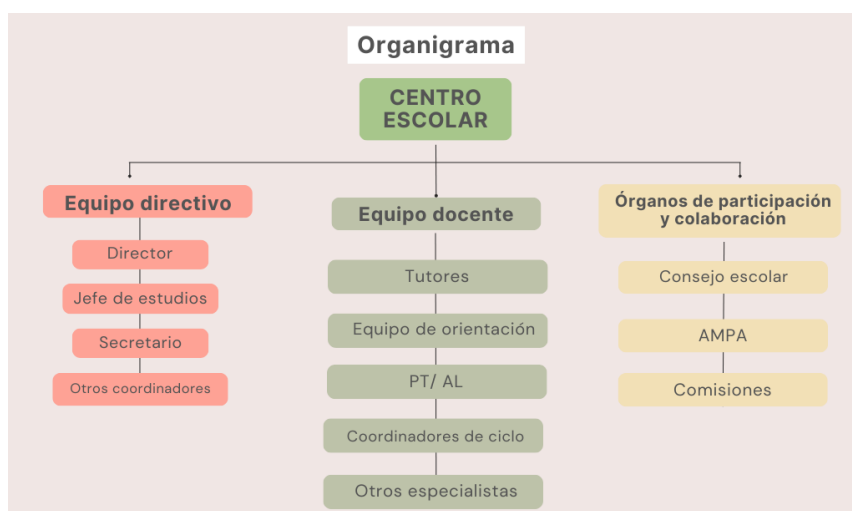 Organigrama
CENTRO
ESCOLAR
Equipo directivo
Director
Jefe de estudios
Secretario
Otros coordinadores
Equipo docente
Tutores
Equipo de orientación
PT/ AL
Coordinadores de ciclo
Otros especialistas
Órganos de participación
y colaboración
Consejo escolar
AMPA
Comisiones